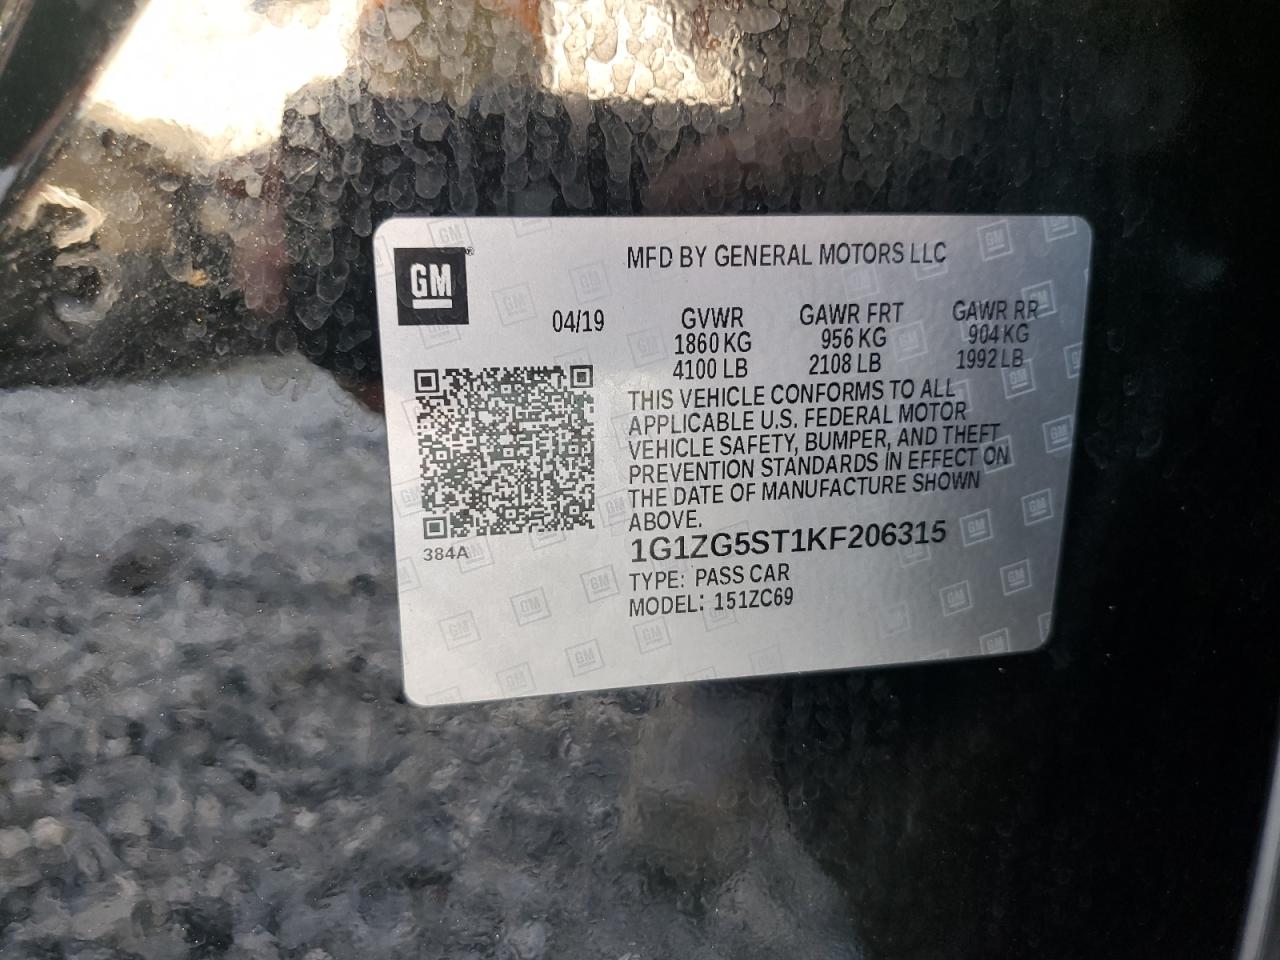 GM
MFD BY GENERAL MOTORS LLC
04/19 GVWR GAWR FRT GAWR RR
1860 KG 956 KG 904 KG
4100 LB 2108 LB 1992 LB
THIS VEHICLE CONFORMS TO ALL
APPLICABLE U.S. FEDERAL MOTOR
VEHICLE SAFETY, BUMPER, AND THEFT
PREVENTION STANDARDS IN EFFECT ON
THE DATE OF MANUFACTURE SHOWN
ABOVE.
384A
1G1ZG5ST1KF206315
TYPE: PASS CAR
MODEL: 151ZC69